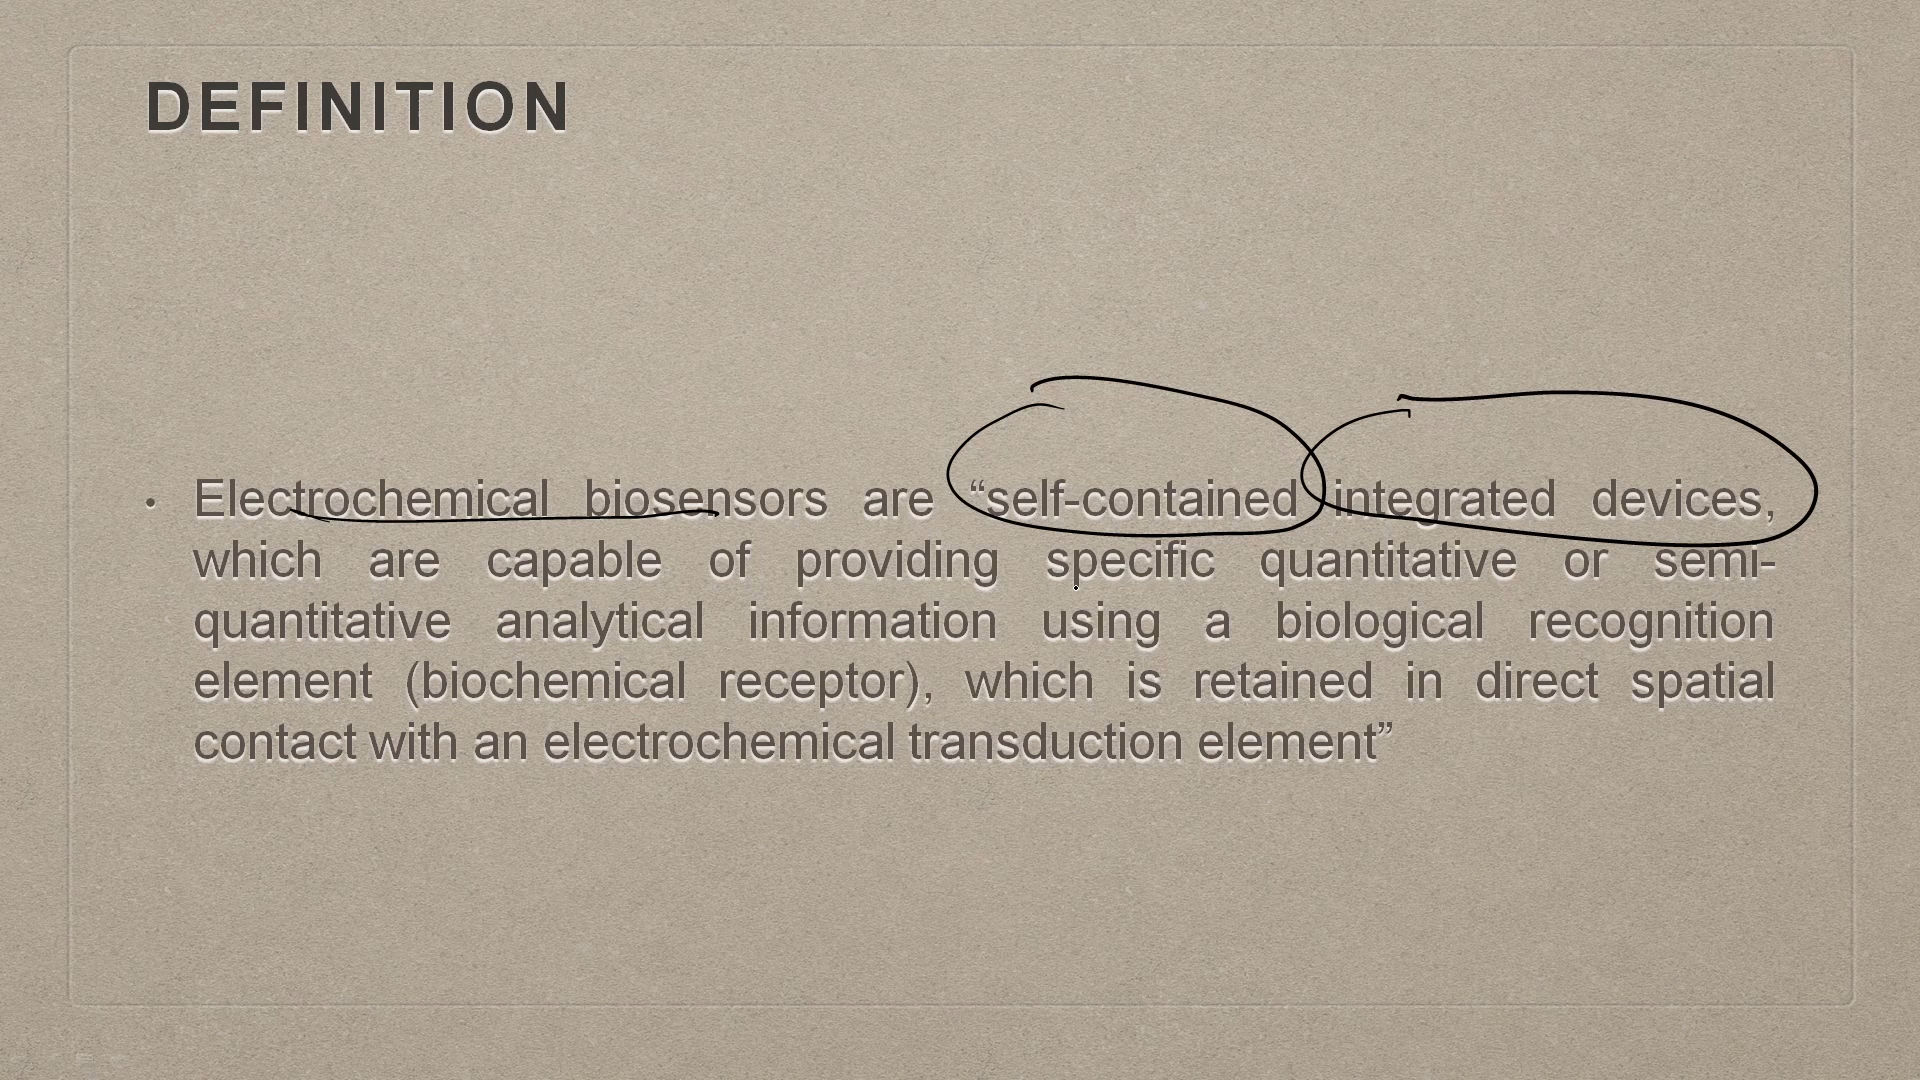 DEFINITION
• Electrochemical biosensors are “self-contained integrated devices,
which are capable of providing specific quantitative or semi-
quantitative analytical information using a biological recognition
element (biochemical receptor), which is retained in direct spatial
contact with an electrochemical transduction element”